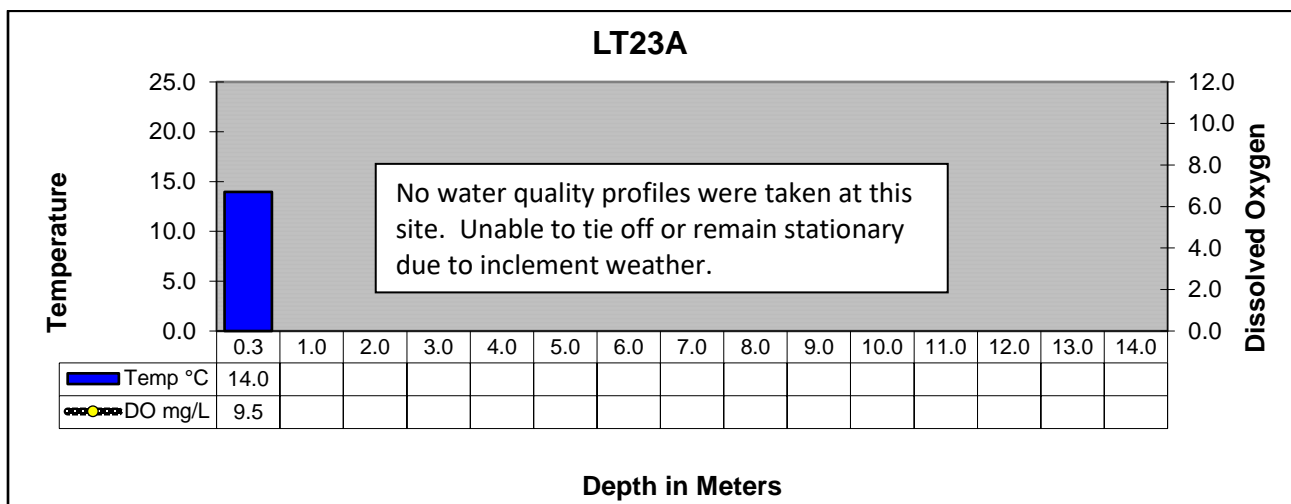 LT23A
25.0
20.0
15.0
10.0
5.0
0.0
Temperature
12.0
10.0
8.0
6.0
4.0
2.0
0.0
Dissolved Oxygen
No water quality profiles were taken at this
site.  Unable to tie off or remain stationary
due to inclement weather.
0.3 1.0 2.0 3.0 4.0 5.0 6.0 7.0 8.0 9.0 10.0 11.0 12.0 13.0 14.0
Temp °C 14.0
DO mg/L 9.5
Depth in Meters